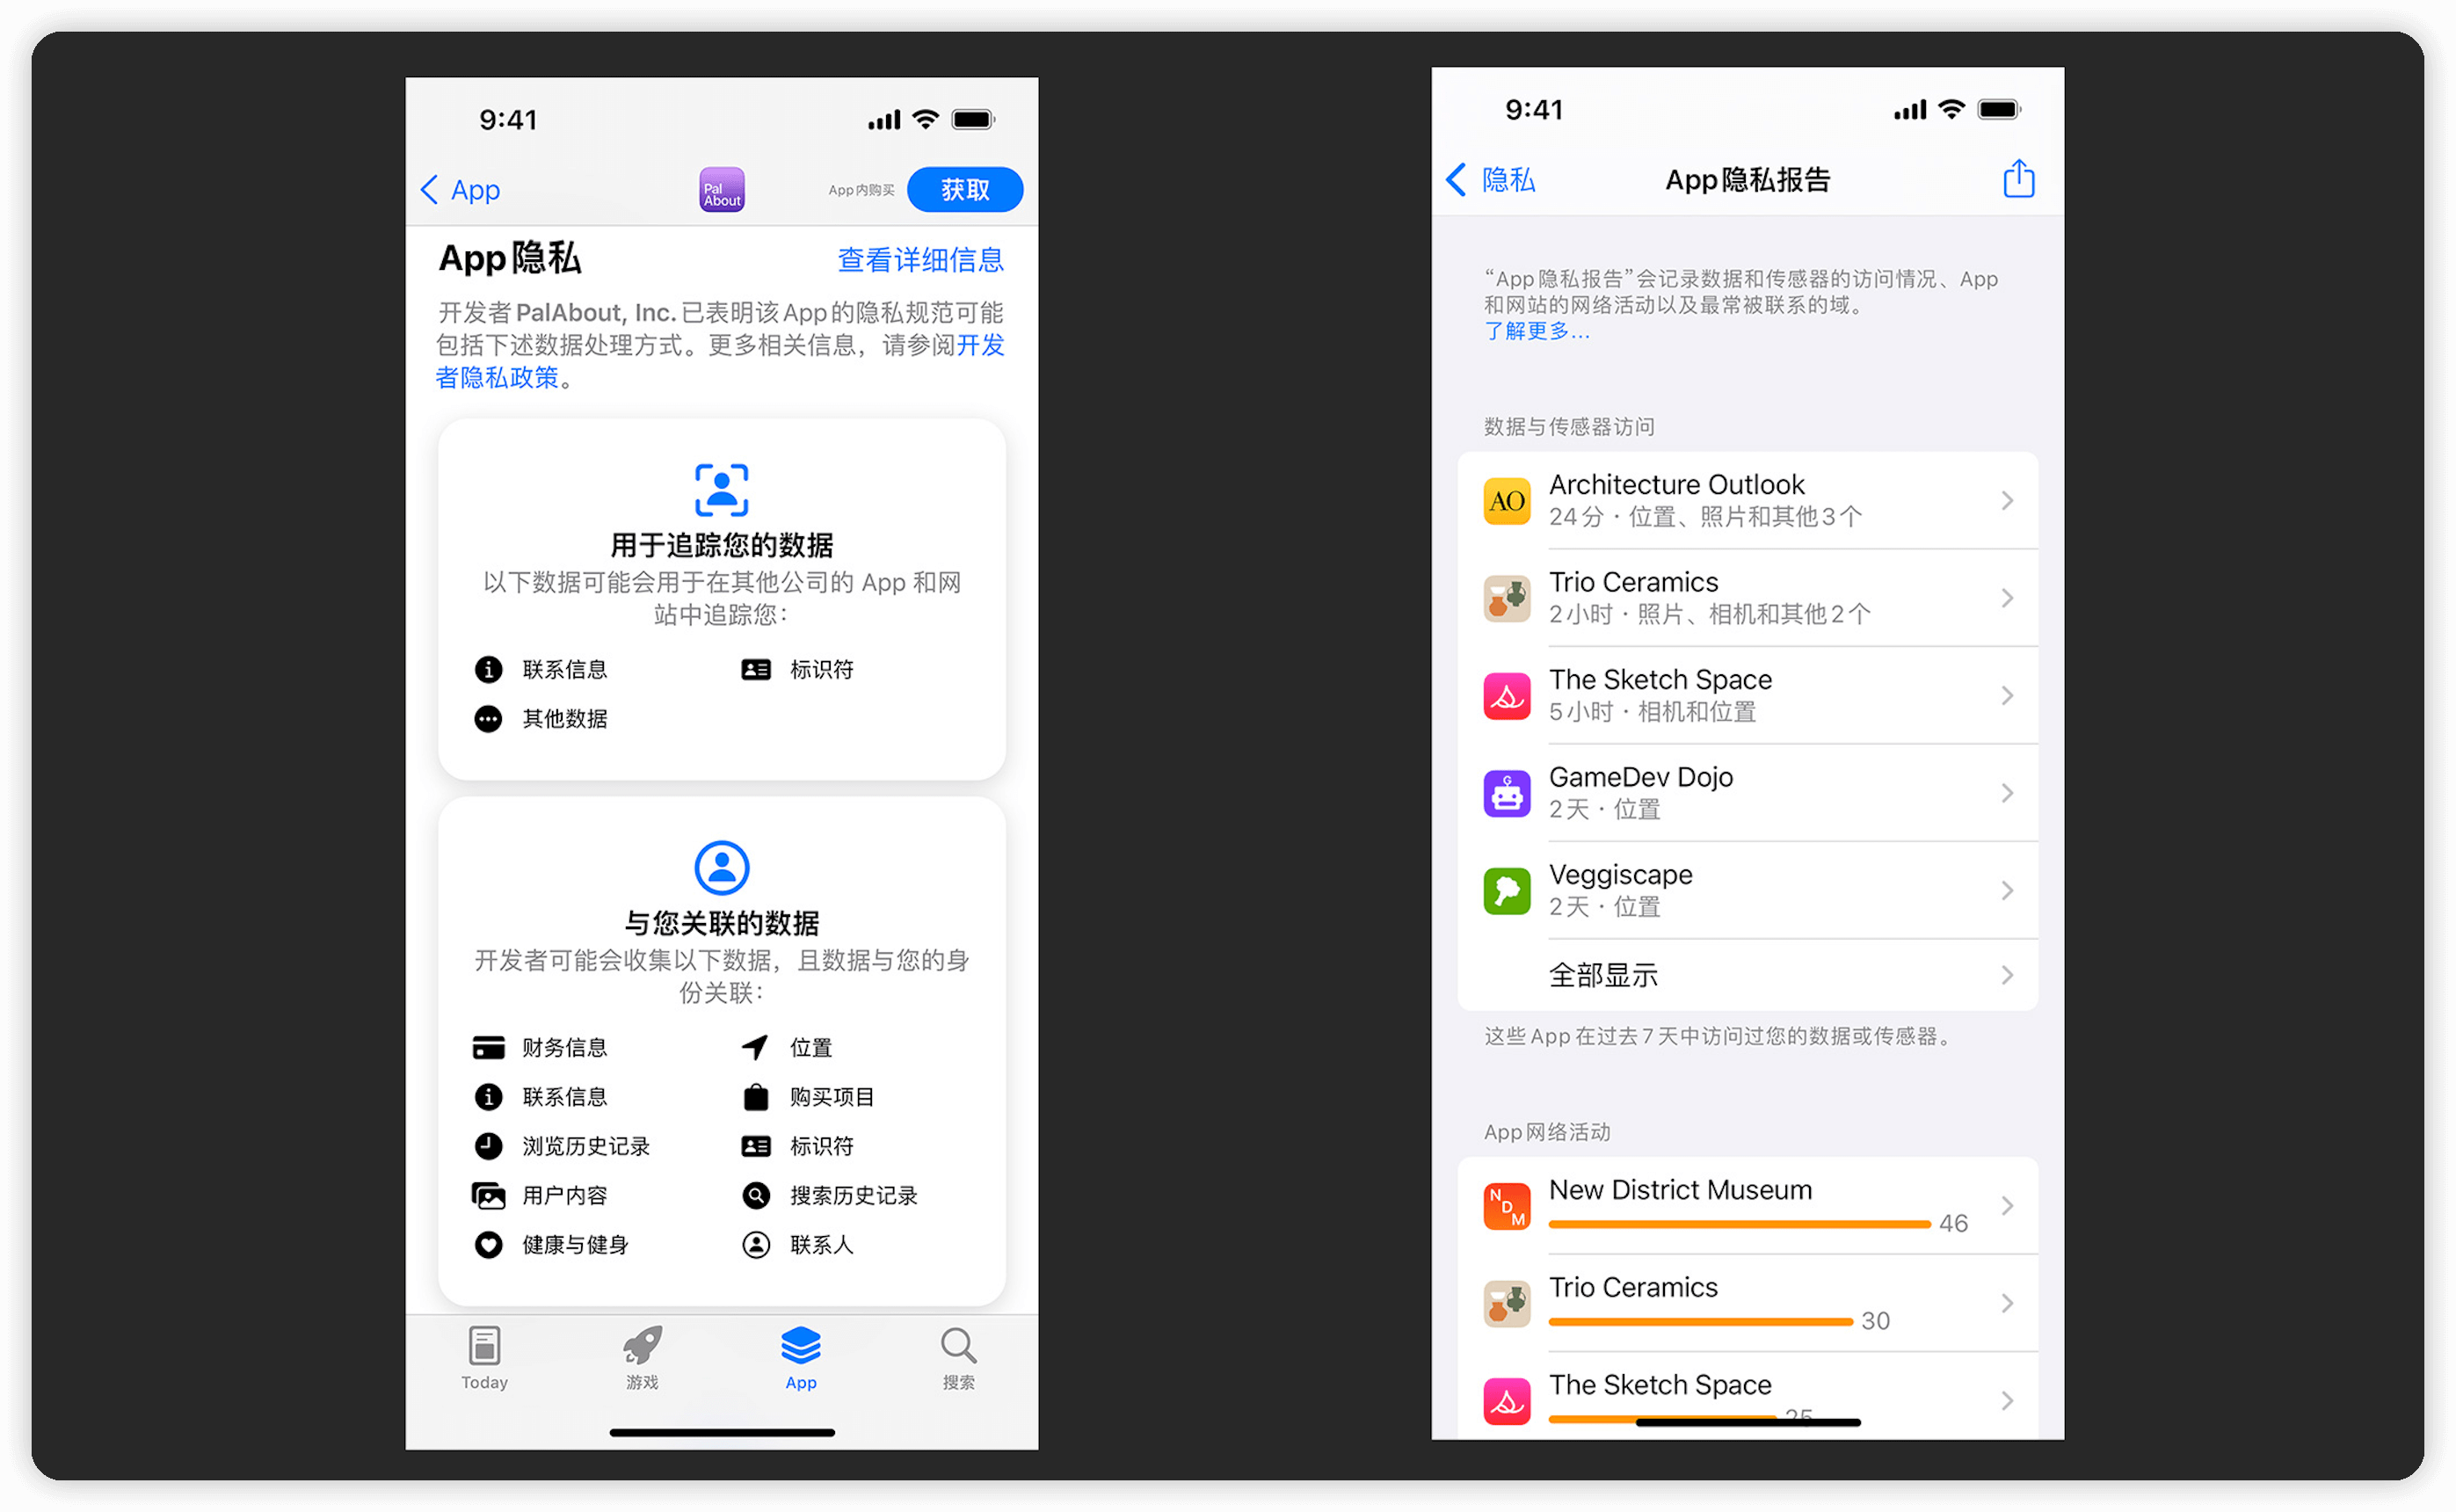 9:41
App
Pal
About
App内购买
获取
App隐私
查看详细信息
开发者 PalAbout, Inc. 已表明该App的隐私规范可能
包括下述数据处理方式。更多相关信息，请参阅开发
者隐私政策。
用于追踪您的数据
以下数据可能会用于在其他公司的 App 和网
站中追踪您：
联系信息
标识符
其他数据
与您关联的数据
开发者可能会收集以下数据，且数据与您的身
份关联：
财务信息
位置
联系信息
购买项目
浏览历史记录
标识符
用户内容
搜索历史记录
健康与健身
联系人
Today
游戏
App
搜索
9:41
隐私
App隐私报告
“App隐私报告”会记录数据和传感器的访问情况、App
和网站的网络活动以及最常被联系的域。
了解更多...
数据与传感器访问
AO
Architecture Outlook
24分 · 位置、照片和其他3个
Trio Ceramics
2小时 · 照片、相机和其他2个
The Sketch Space
5小时 · 相机和位置
G
GameDev Dojo
2天 · 位置
Veggiscape
2天 · 位置
全部显示
这些App在过去7天中访问过您的数据或传感器。
App网络活动
NDM
New District Museum
46
Trio Ceramics
30
The Sketch Space
25